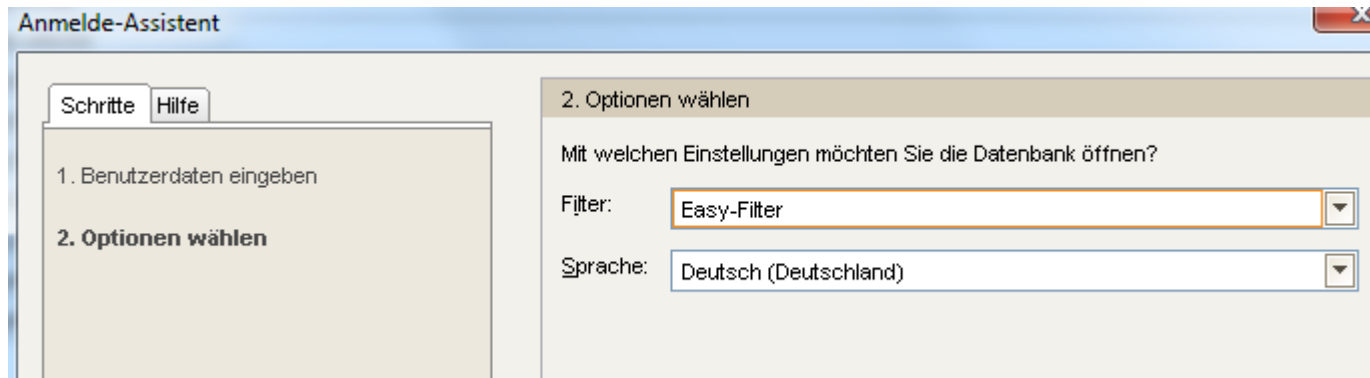 Anmelde-Assistent
Schritte Hilfe
1. Benutzerdaten eingeben
2. Optionen wählen
2. Optionen wählen
Mit welchen Einstellungen möchten Sie die Datenbank öffnen?
Filter: Easy-Filter
Sprache: Deutsch (Deutschland)